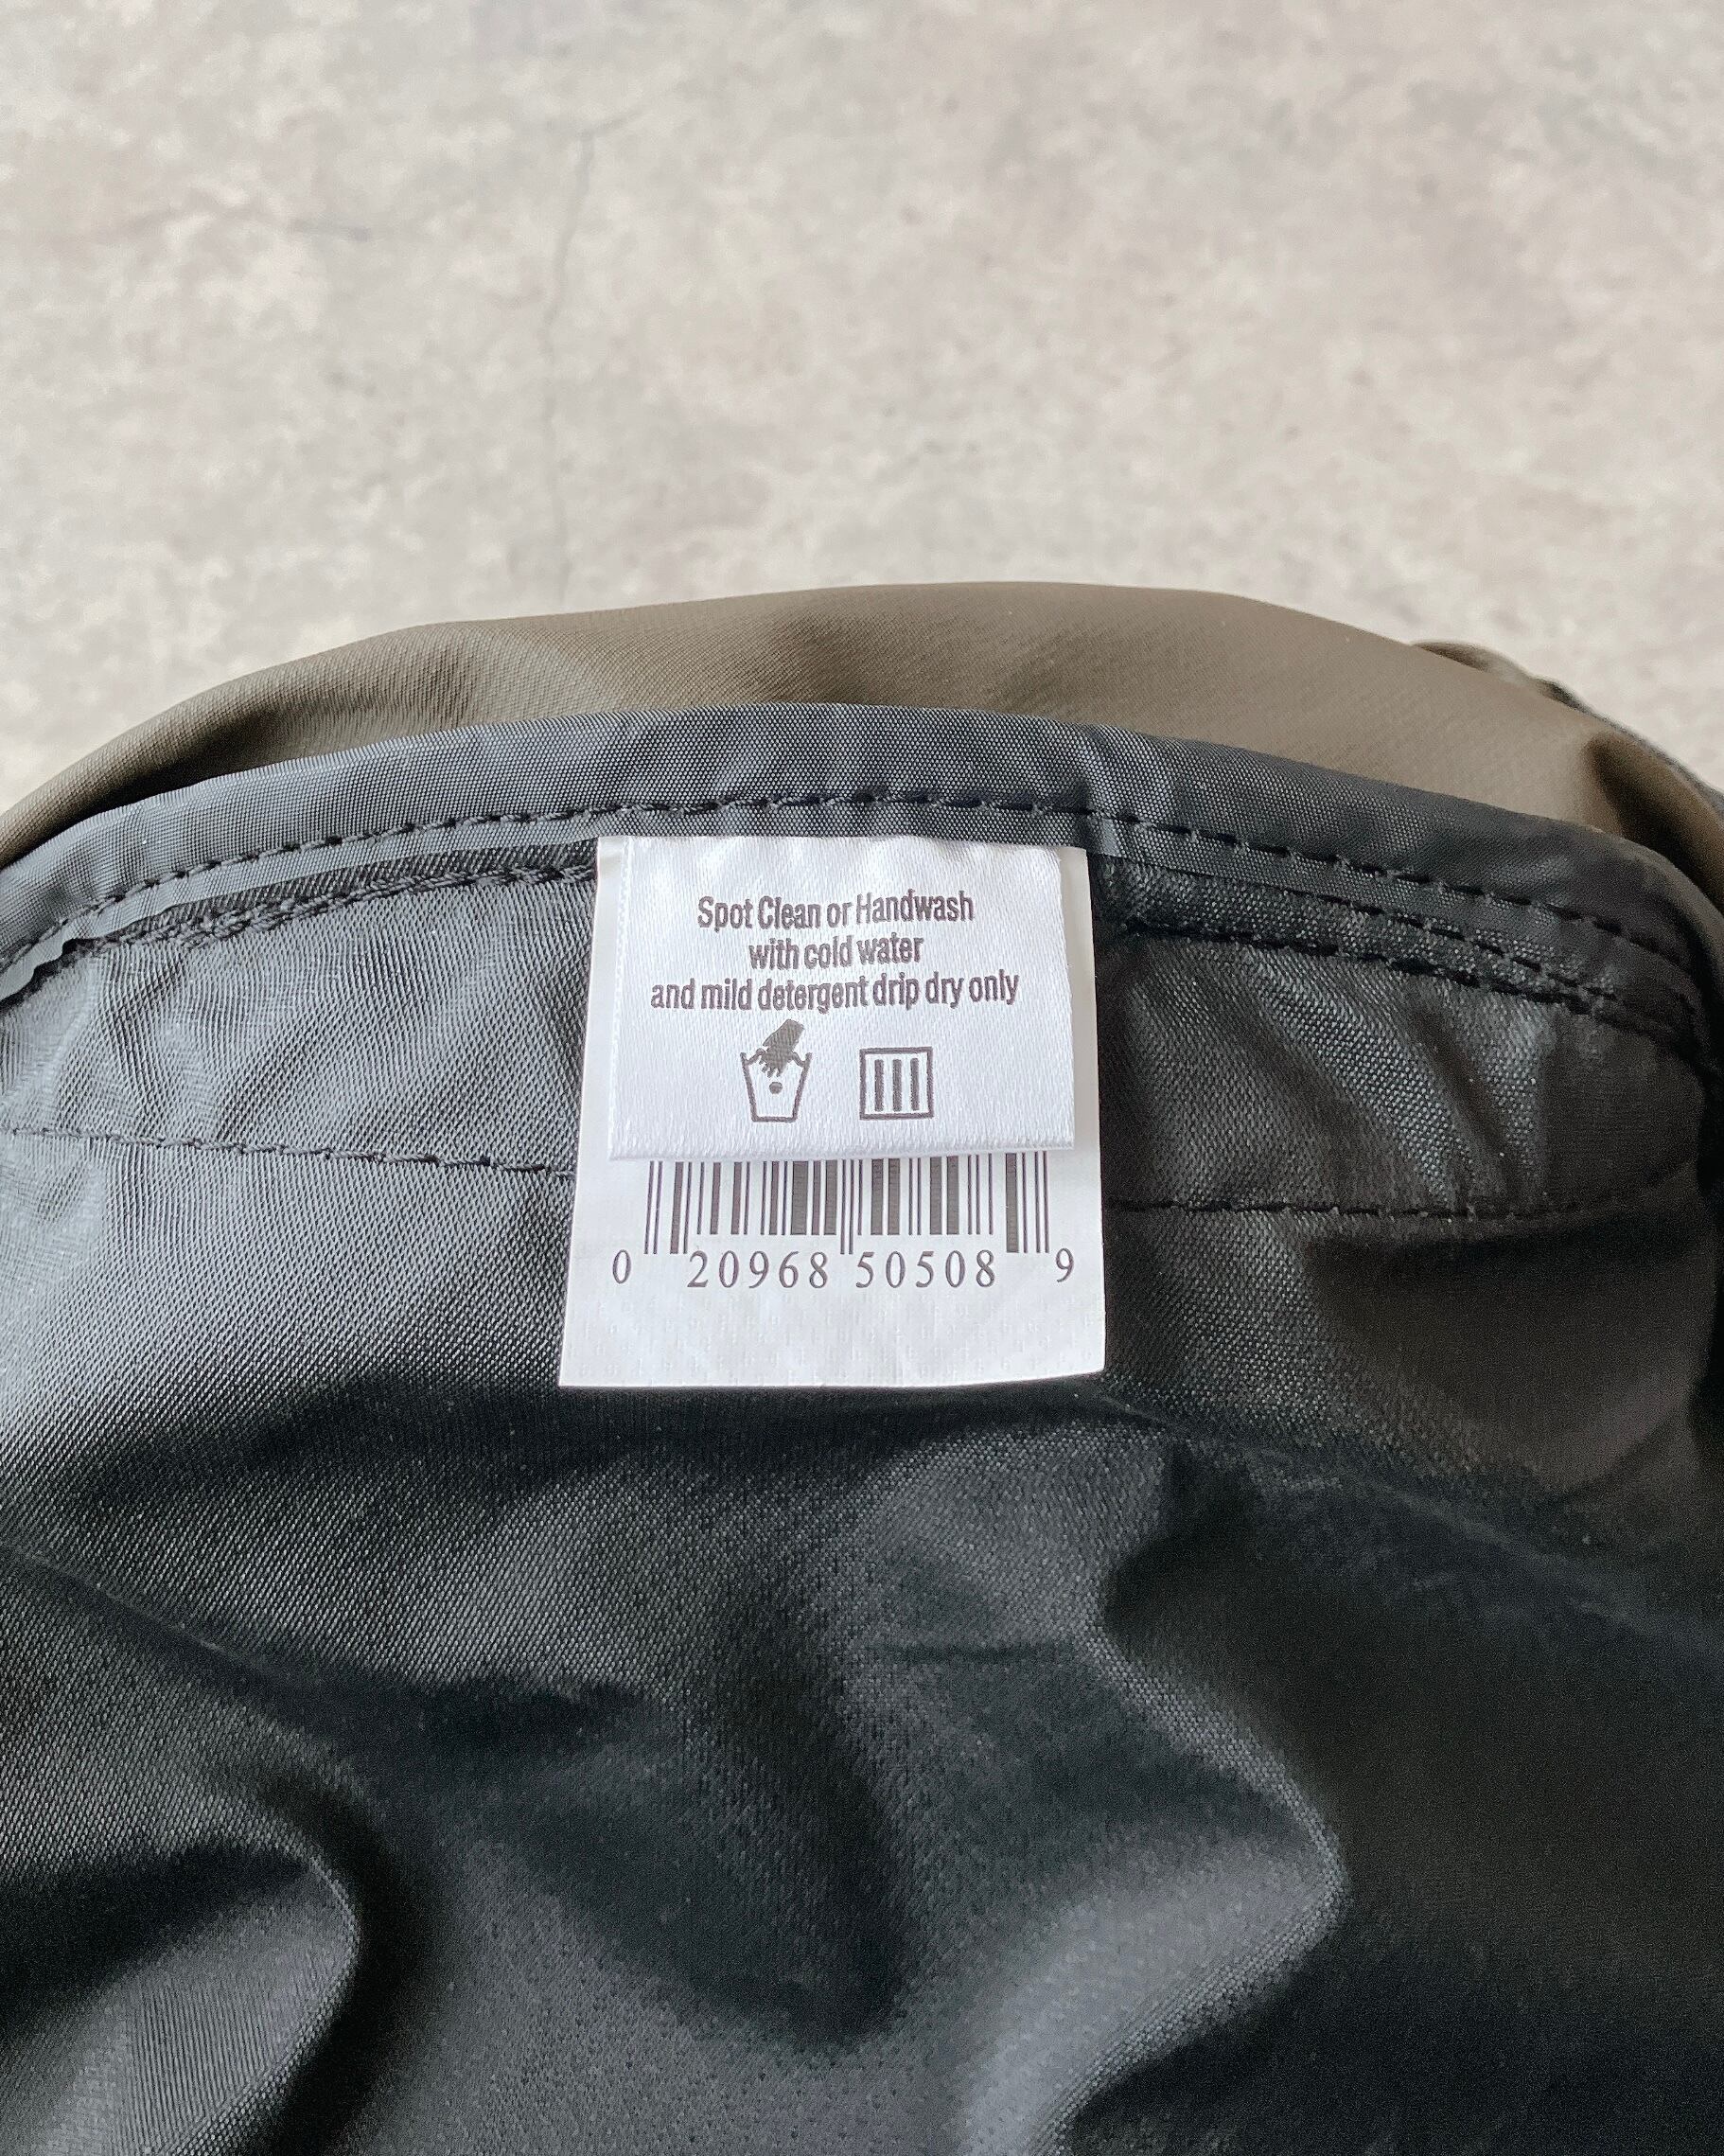 Spot Clean or Handwash
with cold water
and mild detergent drip dry only
0 20968 50508 9